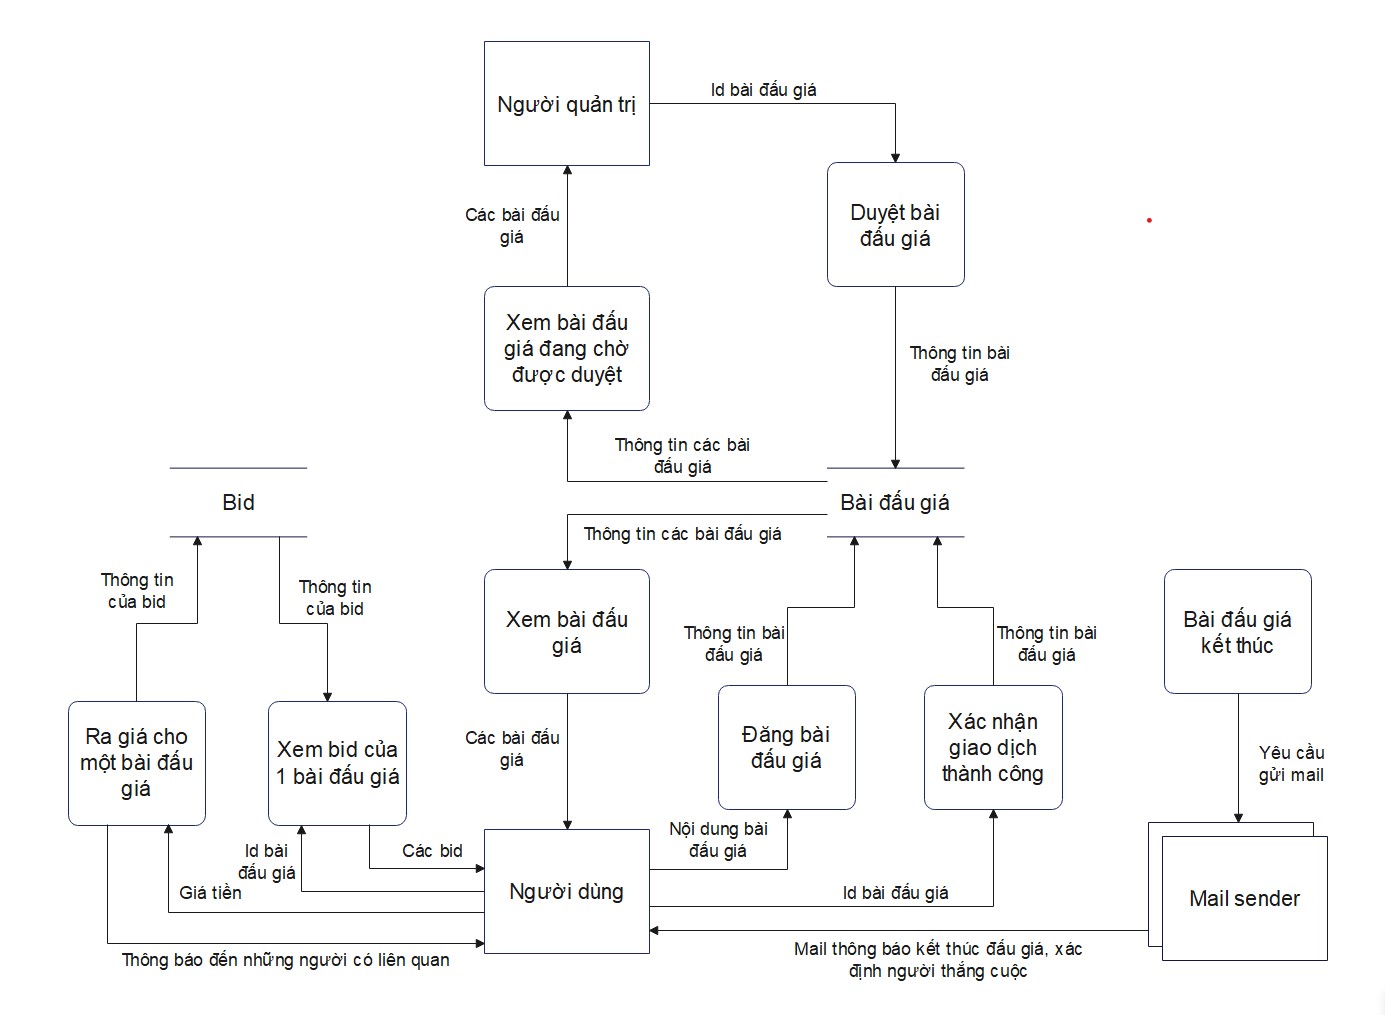 Người quản trị
Id bài đấu giá
Duyệt bài
đấu giá
Các bài đấu
giá
Xem bài đấu
giá đang chờ
được duyệt
Thông tin bài
đấu giá
Thông tin các bài
đấu giá
Bid
Bài đấu giá
Thông tin các bài đấu giá
Thông tin
của bid
Thông tin
của bid
Xem bài đấu
giá
Thông tin bài
đấu giá
Thông tin bài
đấu giá
Bài đấu giá
kết thúc
Ra giá cho
một bài đấu
giá
Xem bid của
1 bài đấu giá
Các bài đấu
giá
Đăng bài
đấu giá
Xác nhận
giao dịch
thành công
Yêu cầu
gửi mail
Id bài
đấu giá
Các bid
Giá tiền
Người dùng
Nội dung bài
đấu giá
Id bài đấu giá
Mail sender
Thông báo đến những người có liên quan
Mail thông báo kết thúc đấu giá, xác
định người thắng cuộc